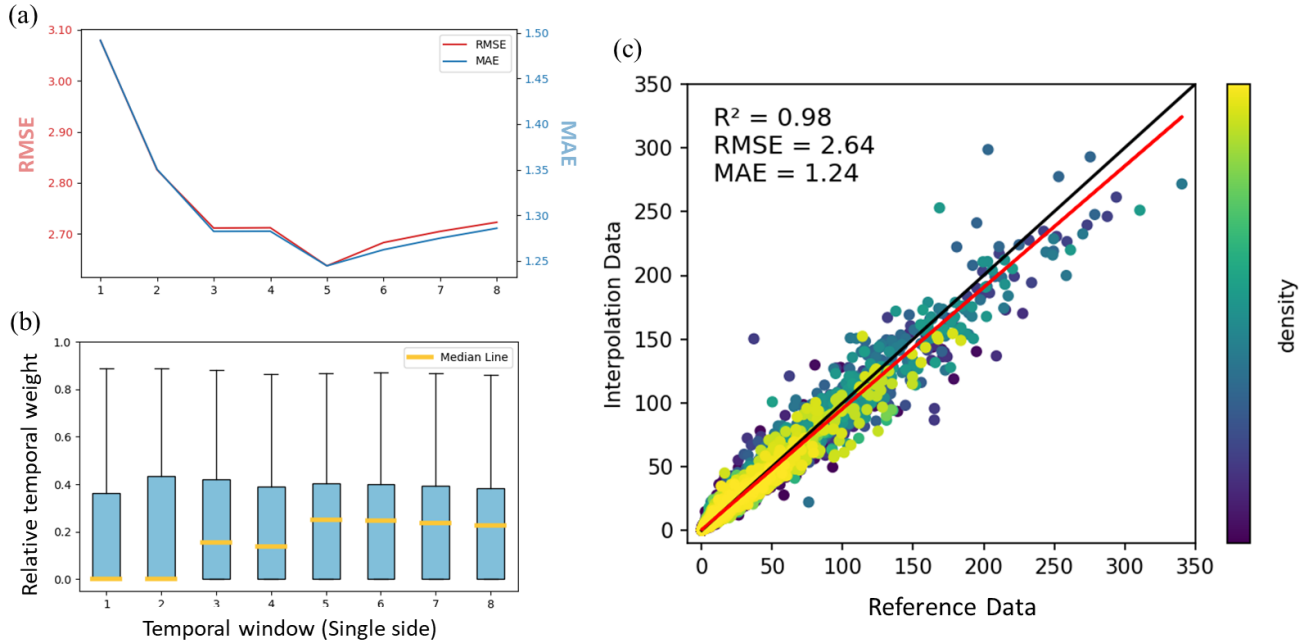 (a)
3.10
3.00
2.90
2.80
2.70
RMSE
1.50
1.45
1.40
1.35
1.30
1.25
MAE
RMSE
MAE
1 2 3 4 5 6 7 8
(b)
1.0
0.8
0.6
0.4
0.2
0.0
Relative temporal weight
Median Line
1 2 3 4 5 6 7 8
Temporal window (Single side)
(c)
R² = 0.98
RMSE = 2.64
MAE = 1.24
350
300
250
200
150
100
50
0
Interpolation Data
0 50 100 150 200 250 300 350
Reference Data
density